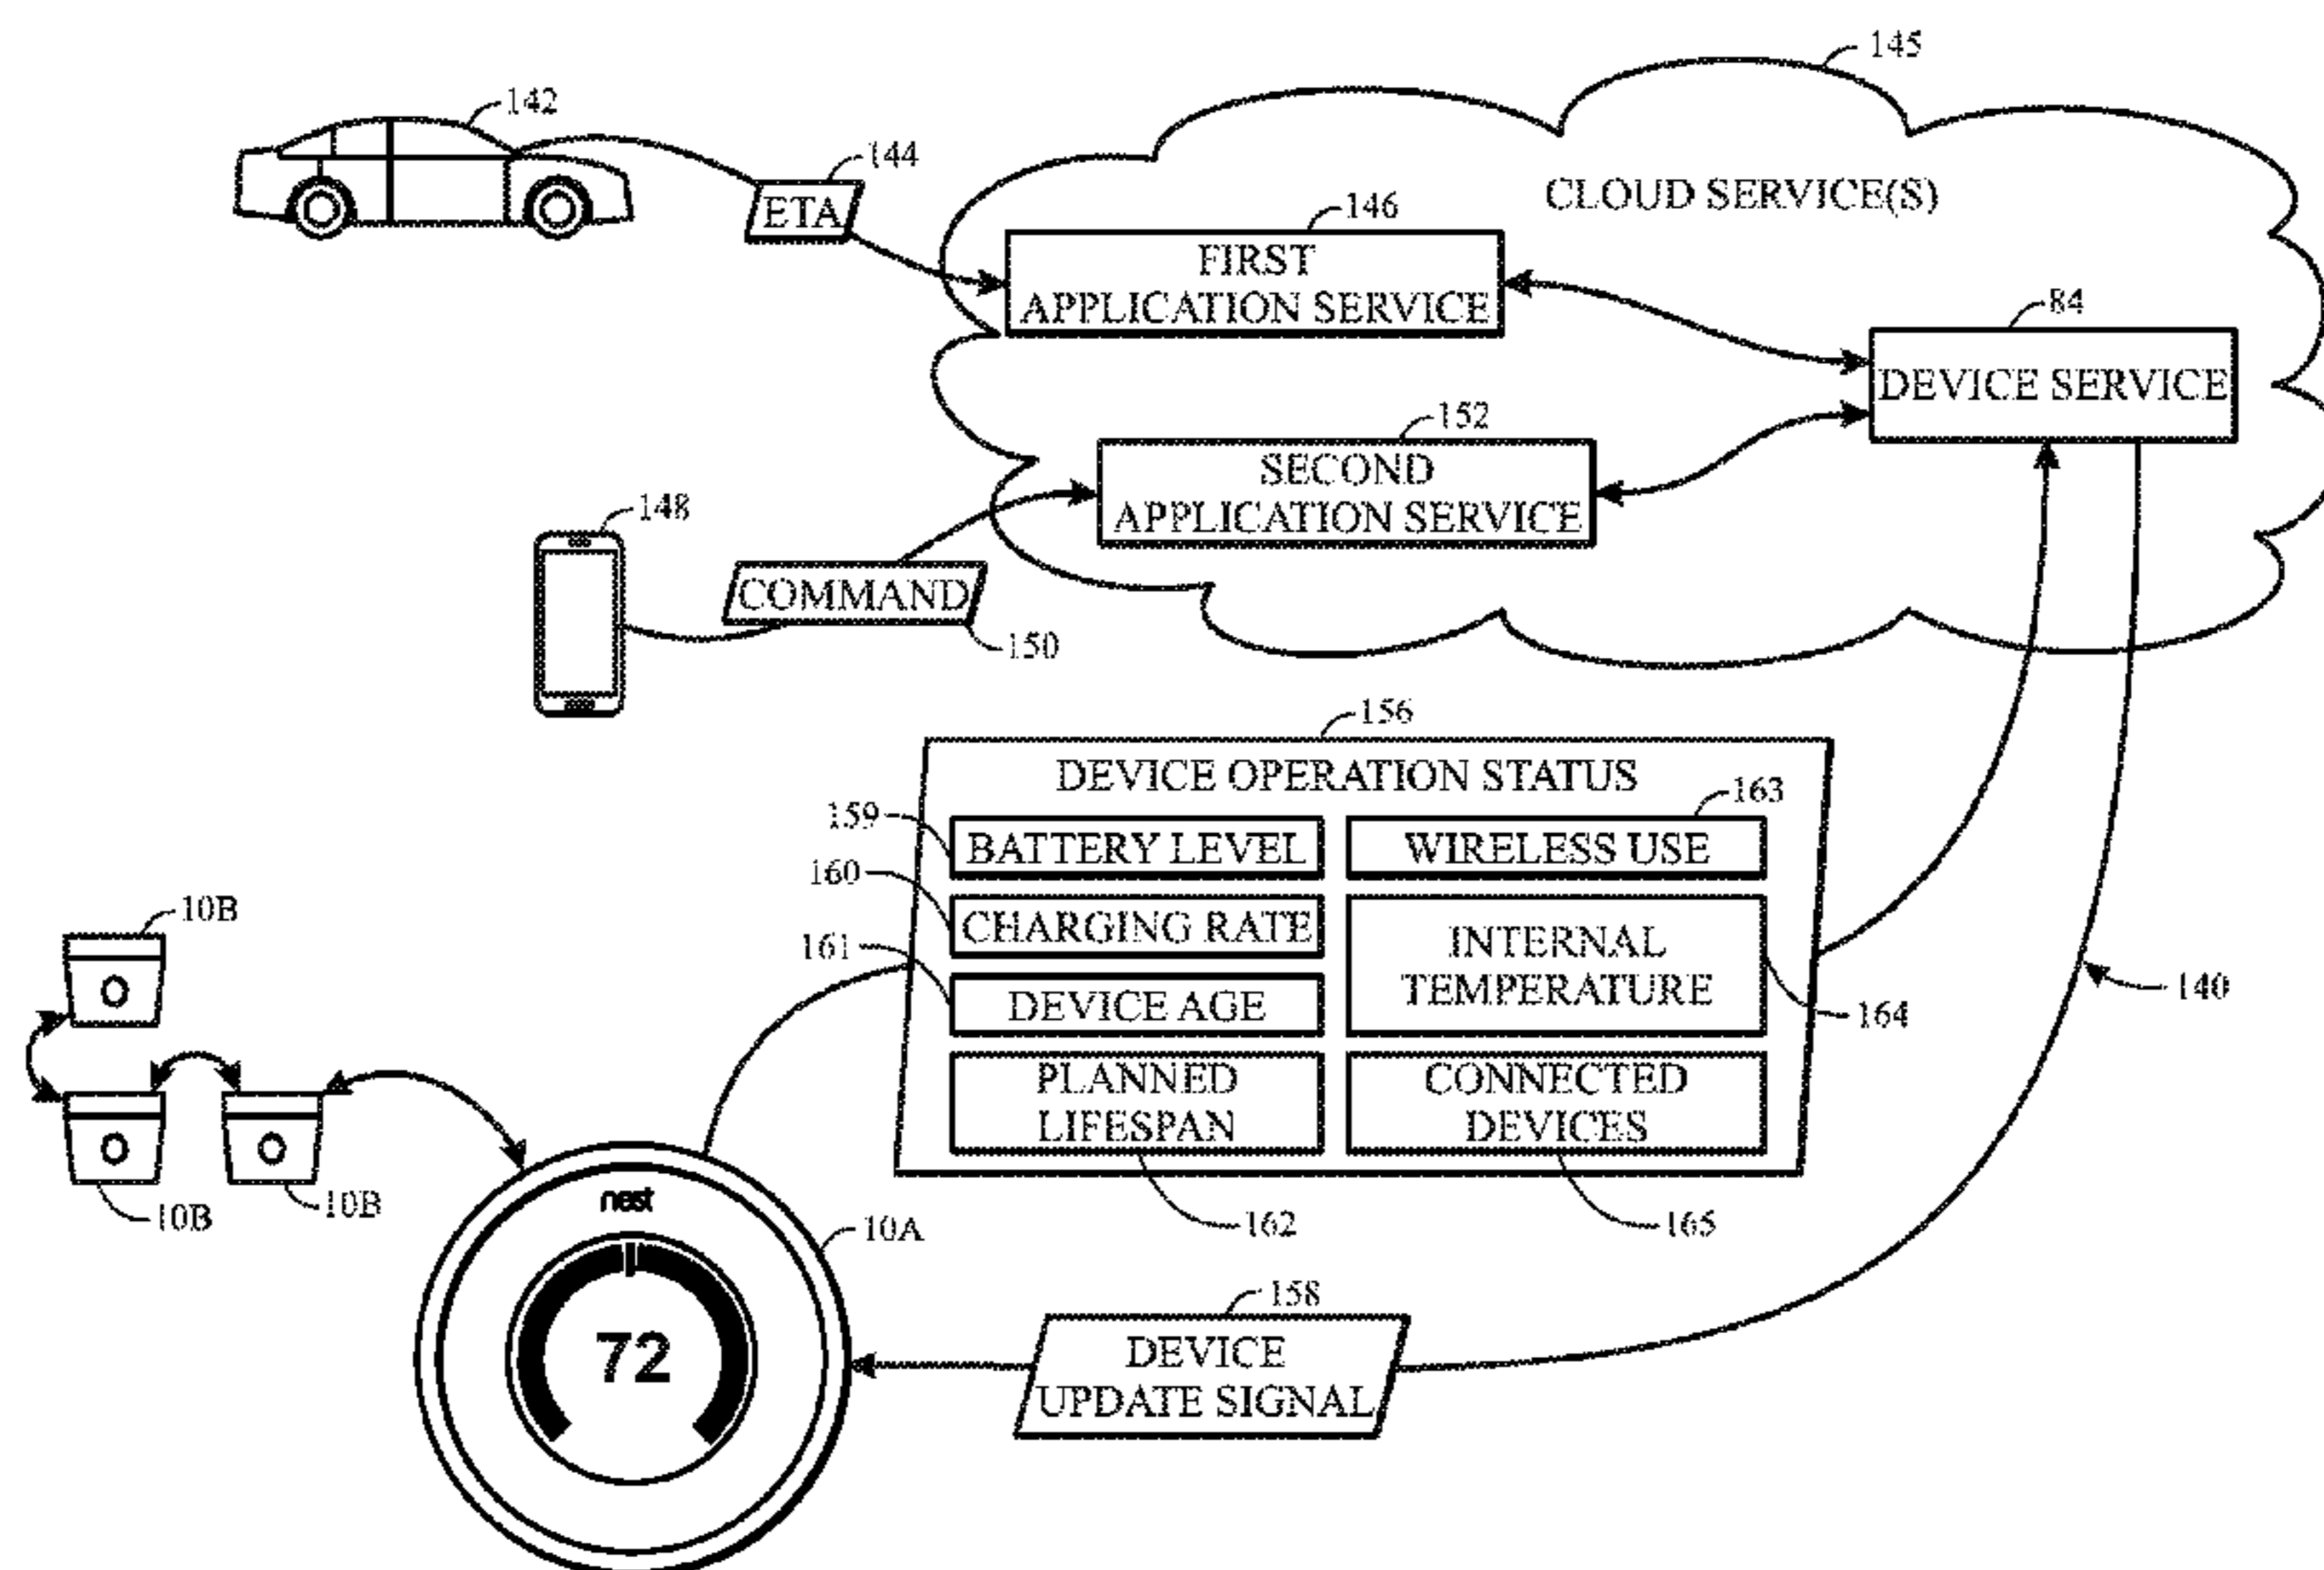 145
142
144
ETA
CLOUD SERVICE(S)
146
FIRST
APPLICATION SERVICE
84
DEVICE SERVICE
152
SECOND
APPLICATION SERVICE
148
COMMAND
150
156
DEVICE OPERATION STATUS
159
BATTERY LEVEL
163
WIRELESS USE
160
CHARGING RATE
161
DEVICE AGE
INTERNAL
TEMPERATURE
164
140
PLANNED
LIFESPAN
162
CONNECTED
DEVICES
165
10B
10B
10B
nest
10A
72
158
DEVICE
UPDATE SIGNAL